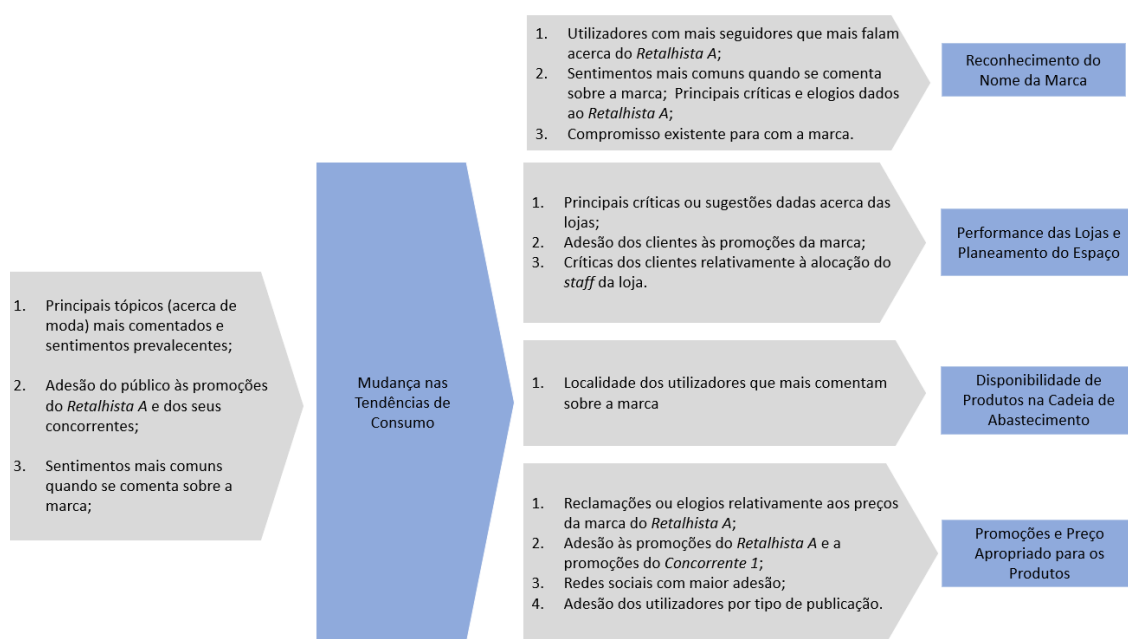 1. Principais tópicos (acerca de
moda) mais comentados e
sentimentos prevalecentes;
2. Adesão do público às promoções
do Retalhista A e dos seus
concorrentes;
3. Sentimentos mais comuns
quando se comenta sobre a
marca;
Mudança nas
Tendências de
Consumo
1. Utilizadores com mais seguidores que mais falam
acerca do Retalhista A;
2. Sentimentos mais comuns quando se comenta
sobre a marca; Principais críticas e elogios dados
ao Retalhista A;
3. Compromisso existente para com a marca.
Reconhecimento do
Nome da Marca
1. Principais críticas ou sugestões dadas acerca das
lojas;
2. Adesão dos clientes às promoções da marca;
3. Críticas dos clientes relativamente à alocação do
staff da loja.
Performance das Lojas e
Planeamento do Espaço
1. Localidade dos utilizadores que mais comentam
sobre a marca
Disponibilidade de
Produtos na Cadeia de
Abastecimento
1. Reclamações ou elogios relativamente aos preços
da marca do Retalhista A;
2. Adesão às promoções do Retalhista A e a
promoções do Concorrente 1;
3. Redes sociais com maior adesão;
4. Adesão dos utilizadores por tipo de publicação.
Promoções e Preço
Apropriado para os
Produtos